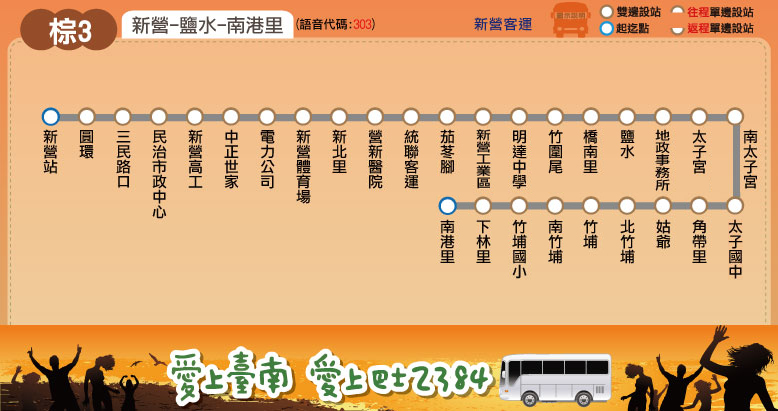 棕3
新營–鹽水–南港里
(語音代碼:303)
新營客運
雙邊設站
起迄點
往程單邊設站
返程單邊設站
新營站
圓環
三民路口
民治市政中心
新營高工
中正世家
電力公司
新營體育場
新北里
營新醫院
統聯客運
茄苳腳
新營工業區
明達中學
竹圍尾
橋南里
鹽水
地政事務所
太子宮
南太子宮
太子國中
角帶里
姑爺
北竹埔
竹埔
南竹埔
竹埔國小
下林里
南港里
愛上臺南 愛上巴士2384